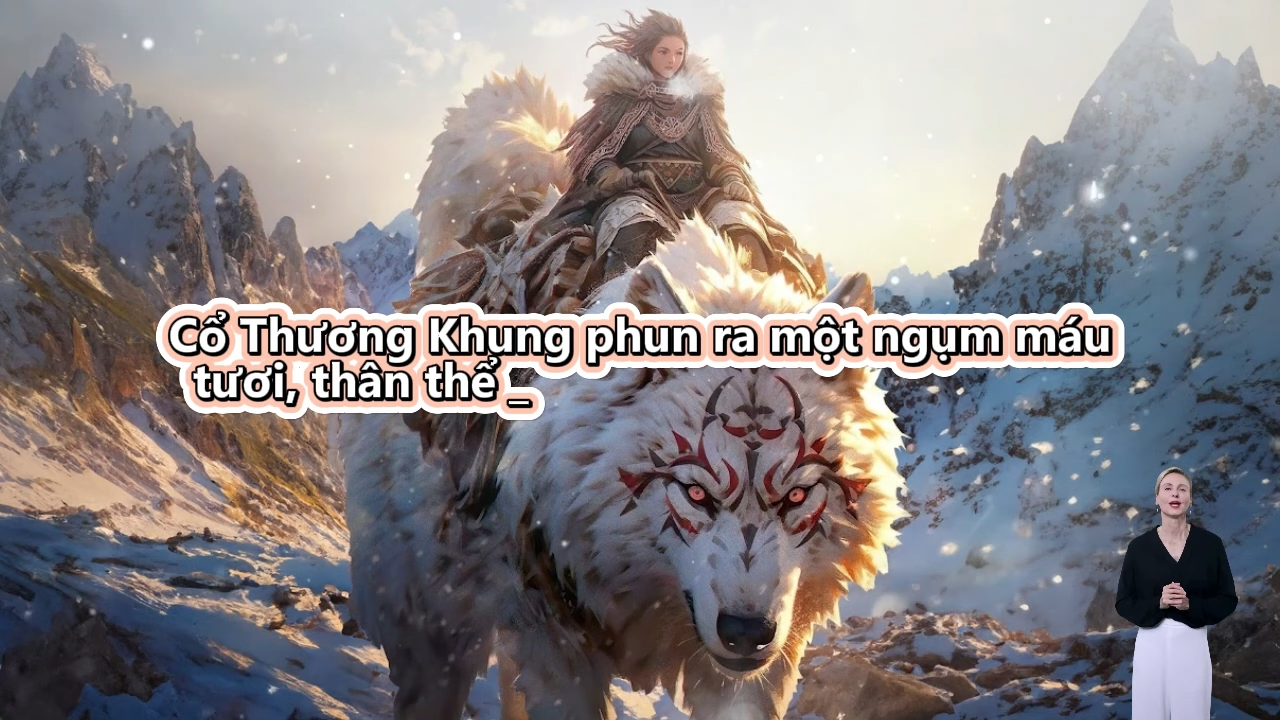 Cổ Thương Khung phun ra một ngụm máu
tươi, thân thể _